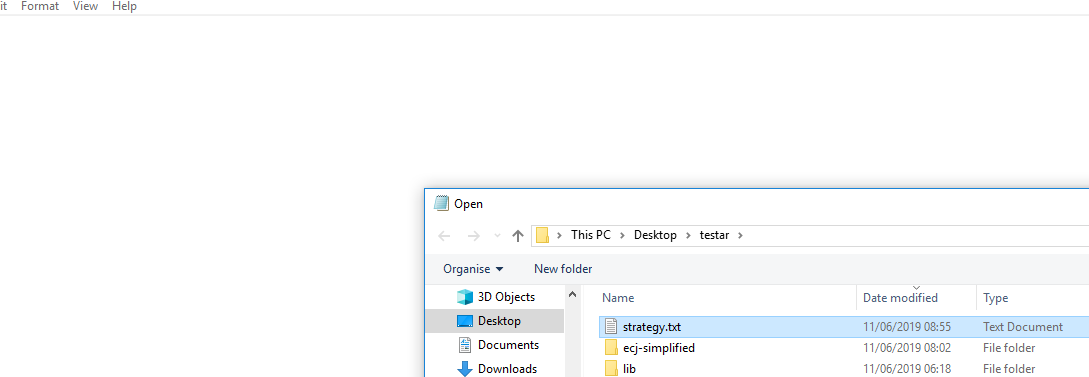 it Format View Help
Open
This PC Desktop testar
Organise New folder
3D Objects
Desktop
Documents
Downloads
Name Date modified Type
strategy.txt 11/06/2019 08:55 Text Document
ecj-simplified 11/06/2019 08:02 File folder
lib 11/06/2019 06:18 File folder